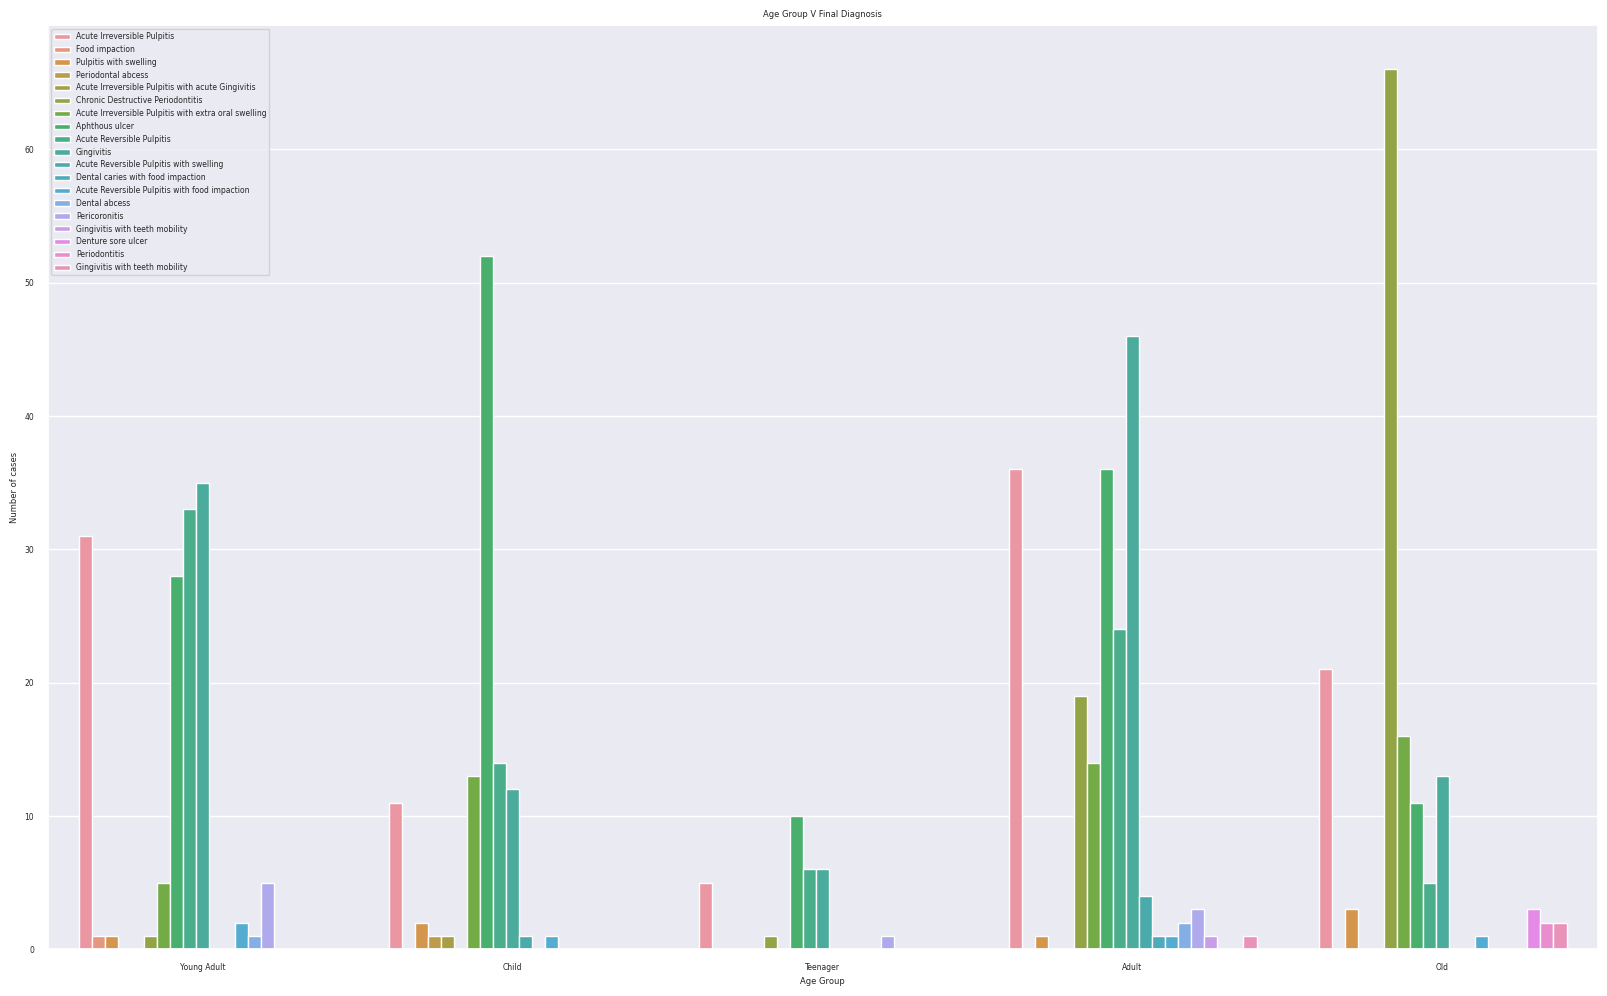 Age Group V Final Diagnosis
Acute Irreversible Pulpitis
Food impaction
Pulpitis with swelling
Periodontal abcess
Acute Irreversible Pulpitis with acute Gingivitis
Chronic Destructive Periodontitis
Acute Irreversible Pulpitis with extra oral swelling
Aphthous ulcer
Acute Reversible Pulpitis
Gingivitis
Acute Reversible Pulpitis with swelling
Dental caries with food impaction
Acute Reversible Pulpitis with food impaction
Dental abcess
Pericoronitis
Gingivitis with teeth mobility
Denture sore ulcer
Periodontitis
Gingivitis with teeth mobility
60
50
40
30
20
10
0
Number of cases
Young Adult
Child
Teenager
Adult
Old
Age Group